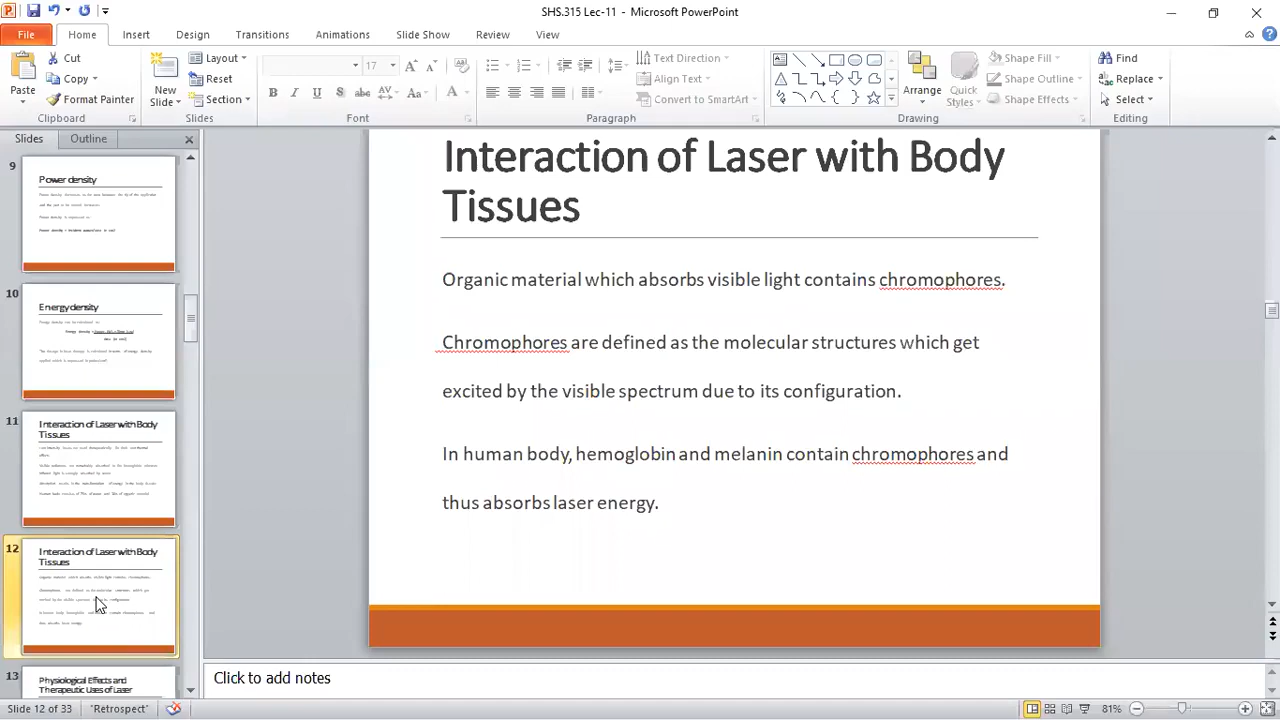 SHS.315 Lec-11 - Microsoft PowerPoint
File Home Insert Design Transitions Animations Slide Show Review View
Paste
Cut
Copy
Format Painter
Clipboard
New Slide
Layout
Reset
Section
Slides
17
Font
Text Direction
Align Text
Convert to SmartArt
Paragraph
Arrange
Quick Styles
Shape Fill
Shape Outline
Shape Effects
Drawing
Find
Replace
Select
Editing
Slides Outline
9
Power density
10
Energy density
11
Interaction of Laser with Body
Tissues
12
Interaction of Laser with Body
Tissues
13
Physiological Effects and
Therapeutic Uses of Laser
Interaction of Laser with Body
Tissues
Organic material which absorbs visible light contains chromophores.
Chromophores are defined as the molecular structures which get
excited by the visible spectrum due to its configuration.
In human body, hemoglobin and melanin contain chromophores and
thus absorbs laser energy.
Click to add notes
Slide 12 of 33 "Retrospect" 81%